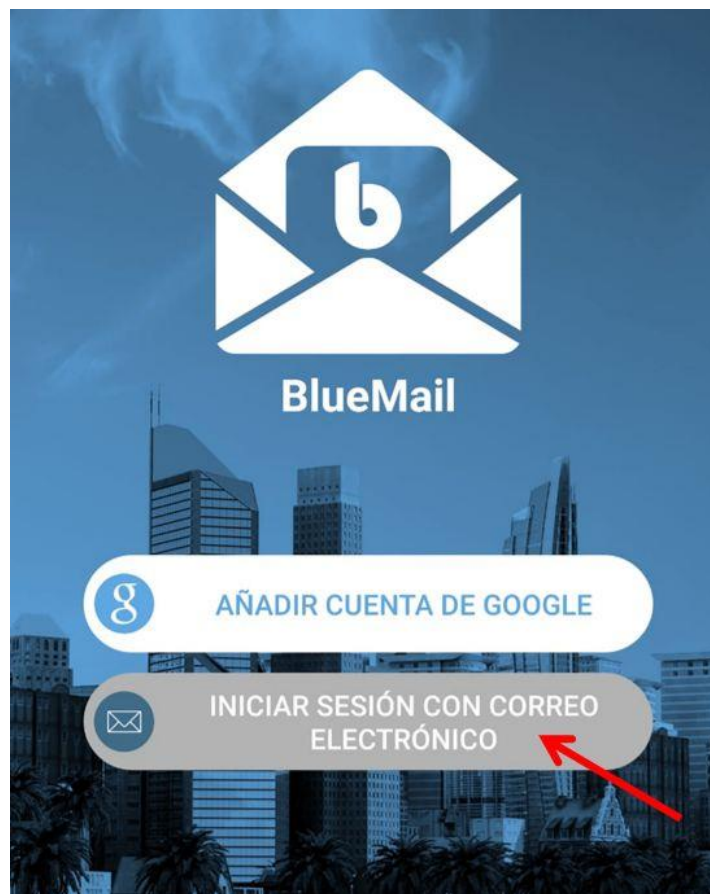 b
BlueMail
g
AÑADIR CUENTA DE GOOGLE
INICIAR SESIÓN CON CORREO
ELECTRÓNICO